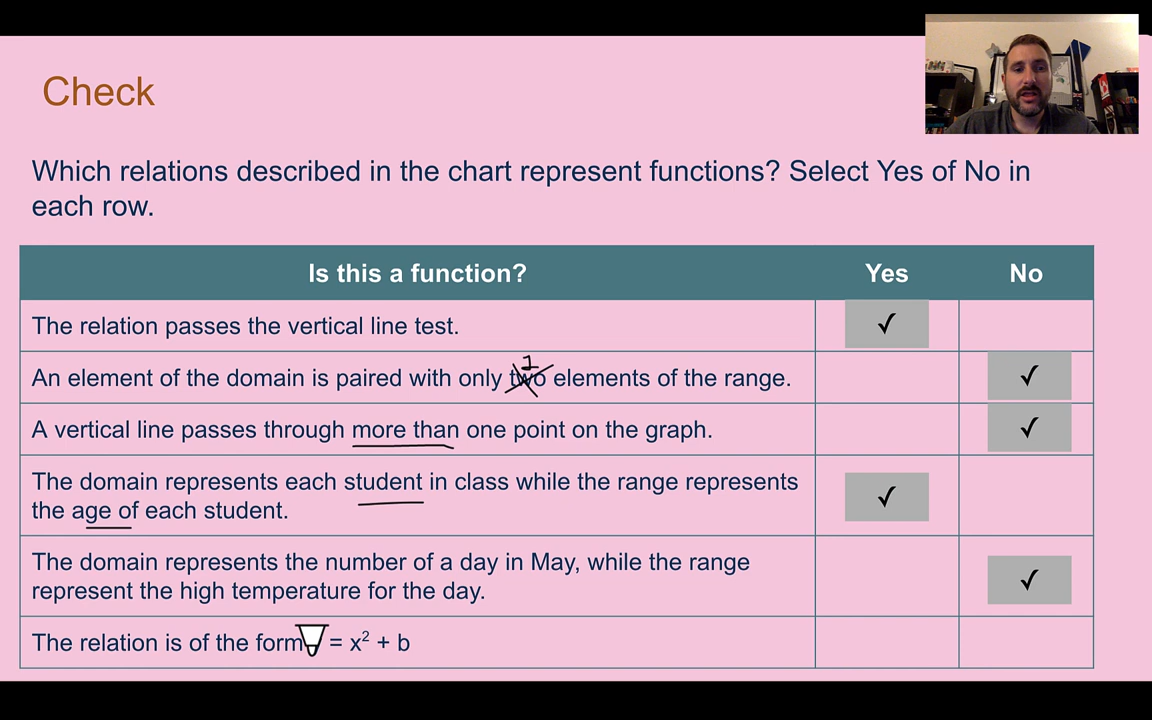 Check
Which relations described in the chart represent functions? Select Yes of No in
each row.
Is this a function? Yes No
The relation passes the vertical line test. ✓
1
An element of the domain is paired with only two elements of the range. ✓
A vertical line passes through more than one point on the graph. ✓
The domain represents each student in class while the range represents
the age of each student. ✓
The domain represents the number of a day in May, while the range
represent the high temperature for the day. ✓
The relation is of the form = x² + b